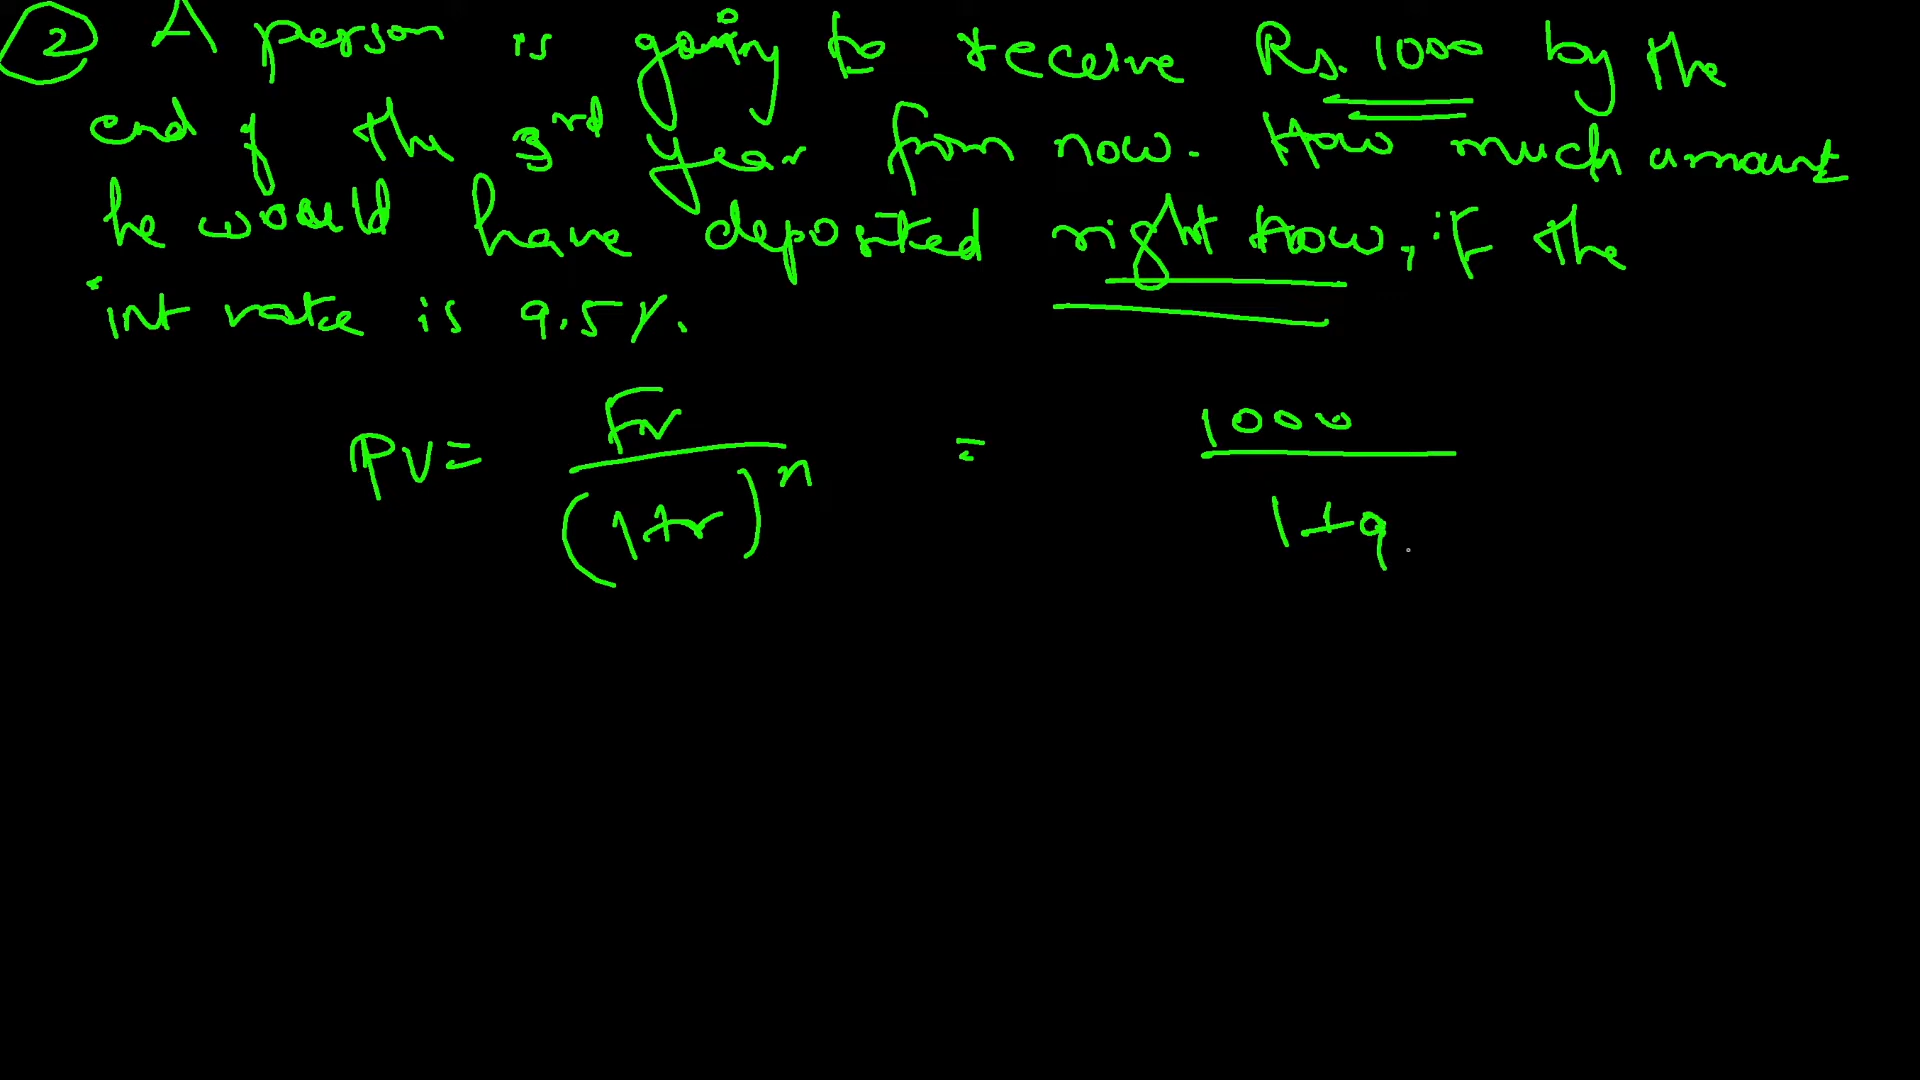 2 A person is going to receive Rs. 1000 by the
end of the 3rd year from now. How much amount
he would have deposited right now, if the
int rate is 9.5%.
PV = Fv / (1+r)^n = 1000 / 1+9.